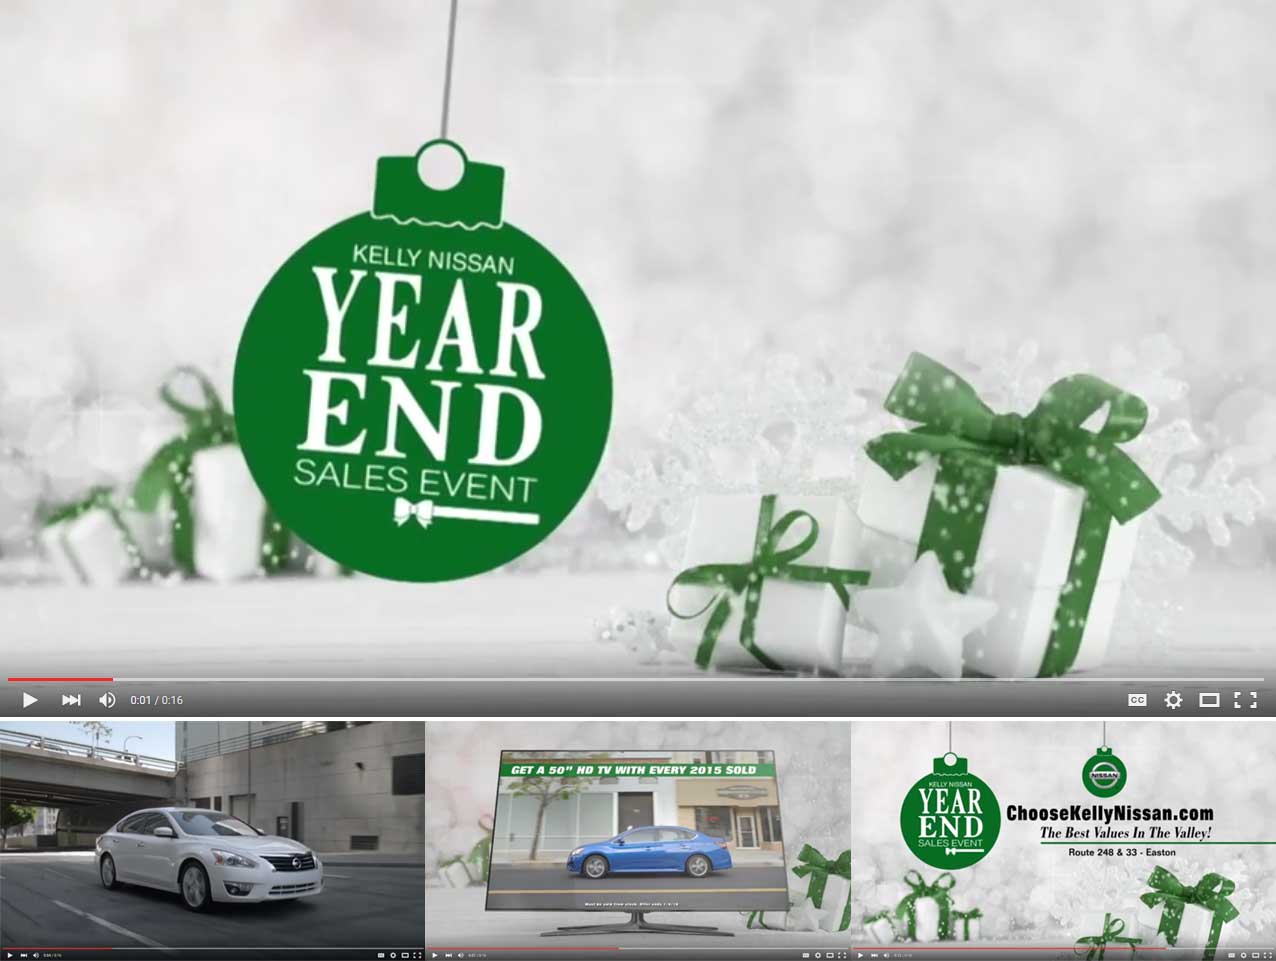 KELLY NISSAN
YEAR
END
SALES EVENT
0:01 / 0:16
CC
GET A 50" HD TV WITH EVERY 2015 SOLD
KELLY NISSAN
YEAR
END
SALES EVENT
NISSAN
ChooseKellyNissan.com
The Best Values In The Valley!
Route 248 & 33 - Easton